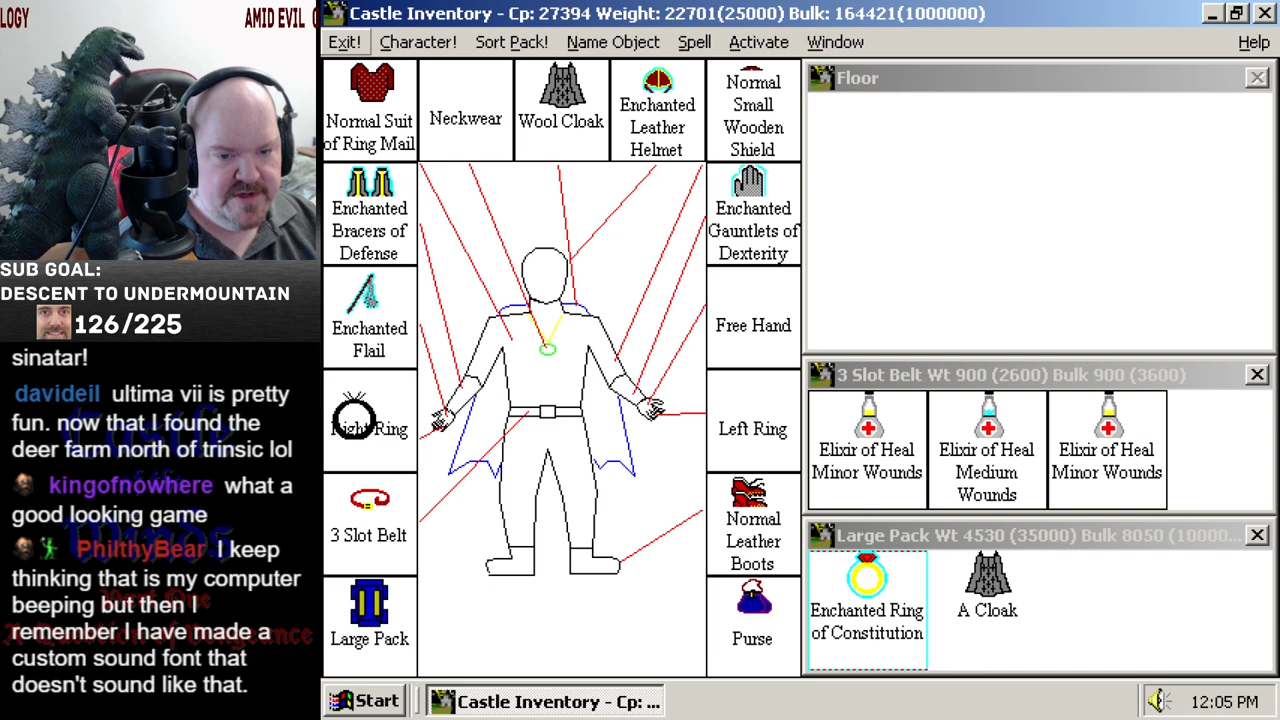 LOGY
AMID EVIL
SUB GOAL:
DESCENT TO UNDERMOUNTAIN
126/225
sinatar!
davideil ultima vii is pretty
fun. now that I found the
deer farm north of trinsic lol
kingofnowhere what a
good looking game
PhilthyBear I keep
thinking that is my computer
beeping but then I
remember I have made a
custom sound font that
doesn't sound like that.
Castle Inventory - Cp: 27394 Weight: 22701(25000) Bulk: 164421(1000000)
Exit! Character! Sort Pack! Name Object Spell Activate Window Help
Normal Suit
of Ring Mail
Neckwear
Wool Cloak
Enchanted
Leather
Helmet
Normal
Small
Wooden
Shield
Enchanted
Bracers of
Defense
Enchanted
Gauntlets of
Dexterity
Enchanted
Flail
Free Hand
Right Ring
Left Ring
3 Slot Belt
Normal
Leather
Boots
Large Pack
Purse
Floor
3 Slot Belt Wt 900 (2600) Bulk 900 (3600)
Elixir of Heal
Minor Wounds
Elixir of Heal
Medium
Wounds
Elixir of Heal
Minor Wounds
Large Pack Wt 4530 (35000) Bulk 8050 (10000...
Enchanted Ring
of Constitution
A Cloak
Start
Castle Inventory - Cp: ...
12:05 PM